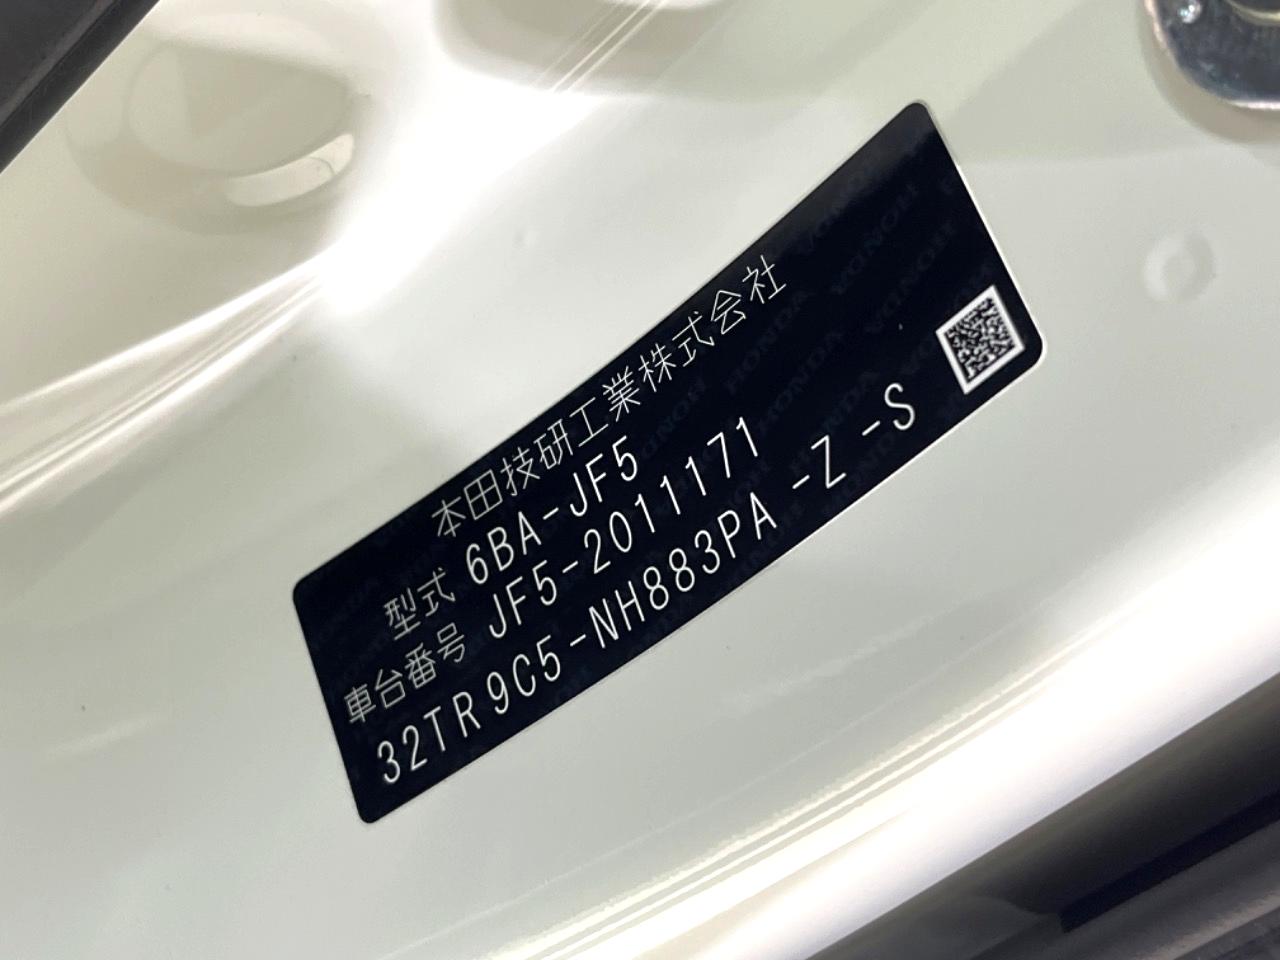 本田技研工業株式会社
型式 6BA-JF5
車台番号 JF5-2011171
32TR9C5-NH883PA -Z -S